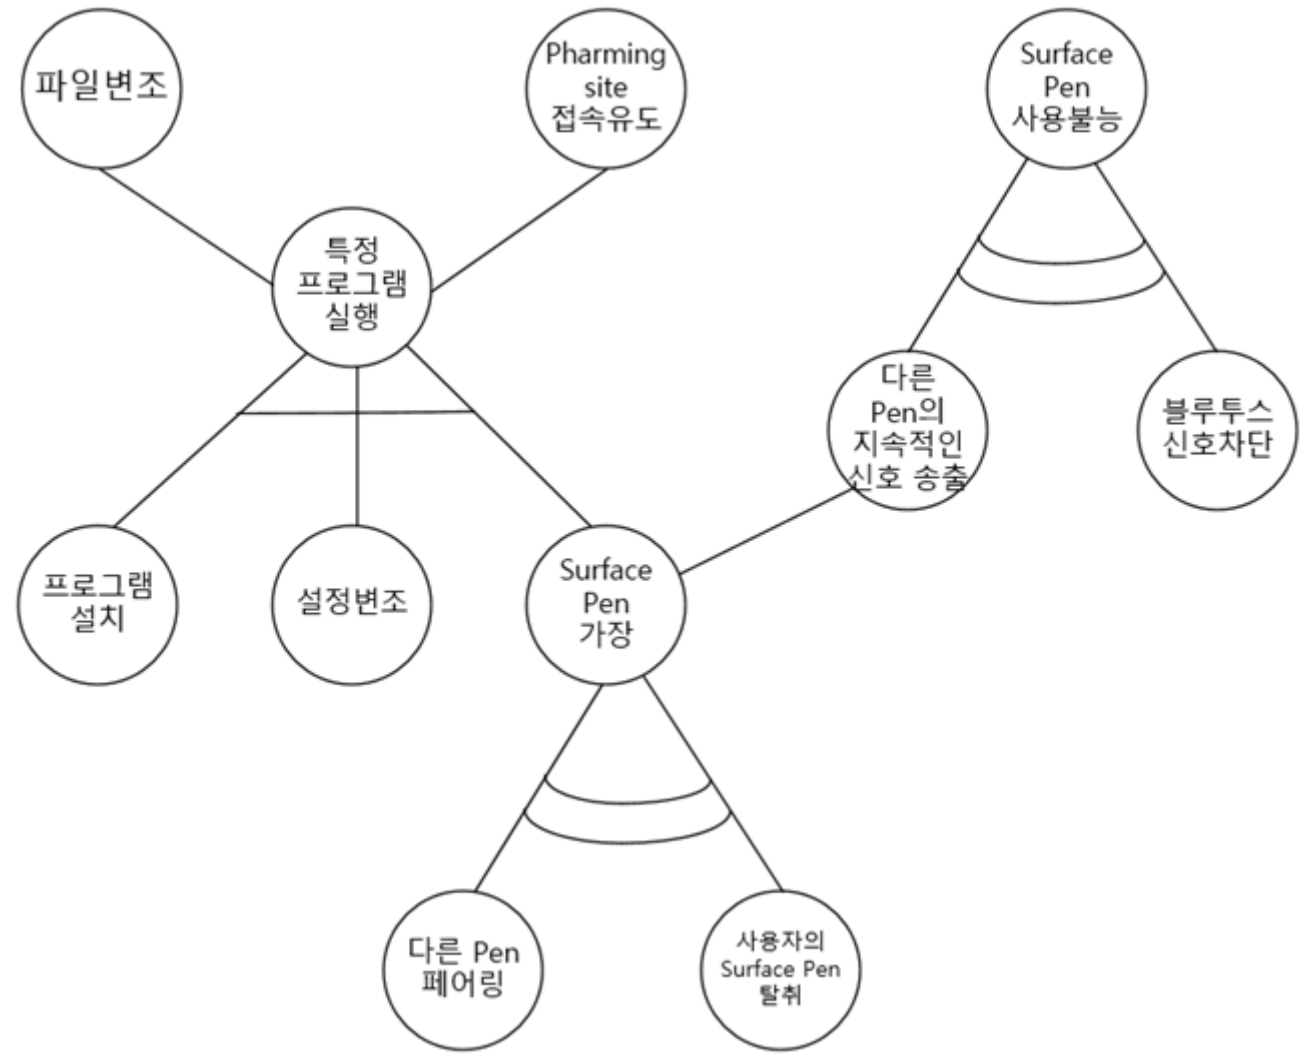 파일변조
Pharming
site
접속유도
Surface
Pen
사용불능
특정
프로그램
실행
다른
Pen의
지속적인
신호 송출
블루투스
신호차단
프로그램
설치
설정변조
Surface
Pen
가장
다른 Pen
페어링
사용자의
Surface Pen
탈취